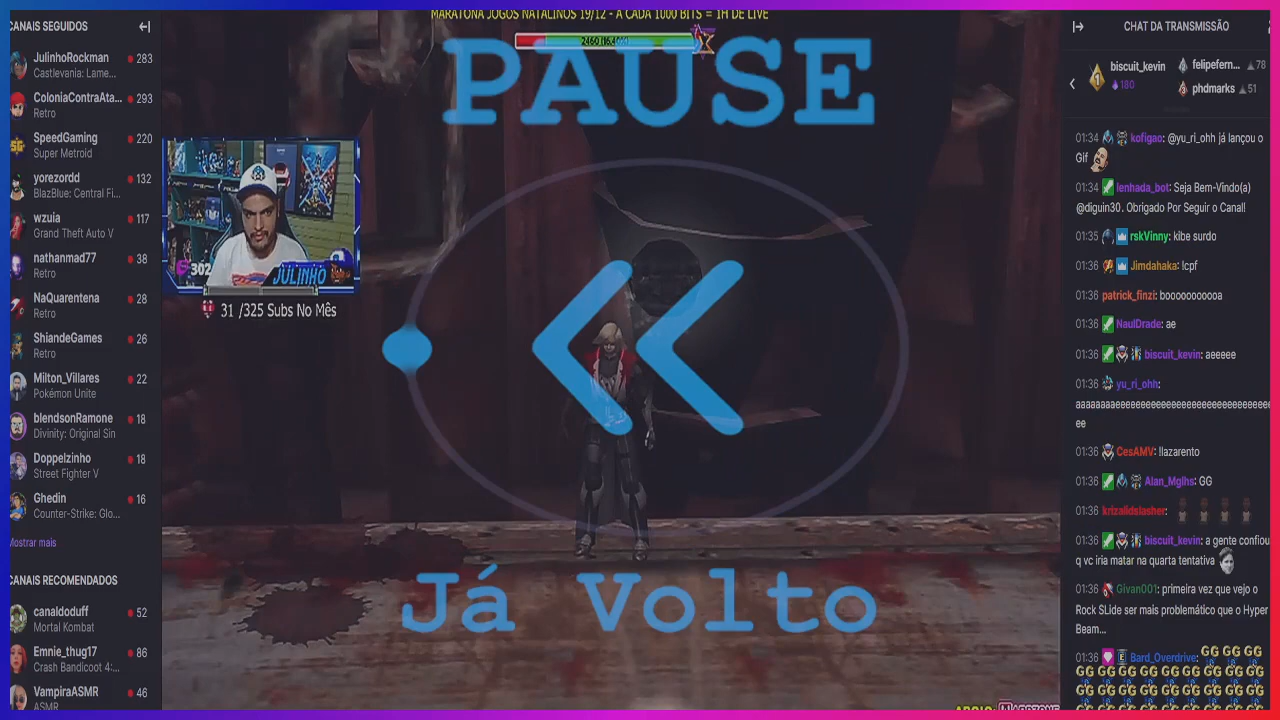 CANAIS SEGUIDOS
JulinhoRockman 283
Castlevania: Lame...
ColoniaContraAta... 293
Retro
SpeedGaming 220
Super Metroid
yorezordd 132
BlazBlue: Central Fi...
wzuia 117
Grand Theft Auto V
nathanmad77 38
Retro
NaQuarentena 28
Retro
ShiandeGames 26
Retro
Milton_Villares 22
Pokémon Unite
blendsonRamone 18
Divinity: Original Sin
Doppelzinho 18
Street Fighter V
Ghedin 16
Counter-Strike: Glo...
Mostrar mais
CANAIS RECOMENDADOS
canaldoduff 52
Mortal Kombat
Emnie_thug17 86
Crash Bandicoot 4:...
VampiraASMR 46
ASMR
MARATONA JOGOS NATALINOS 19/12 - A CADA 1000 BITS = 1H DE LIVE
2460 (16.40%)
PAUSE
302
JULINHO
31 /325 Subs No Mês
Já Volto
APOIO:
CHAT DA TRANSMISSÃO
1 biscuit_kevin
180
felipefern... 78
phdmarks 51
01:34 kofigao: @yu_ri_ohh já lançou o
Gif
01:34 lenhada_bot: Seja Bem-Vindo(a)
@diguin30. Obrigado Por Seguir o Canal!
01:35 rskVinny: kibe surdo
01:36 Jimdahaka: !cpf
01:36 patrick_finzi: boooooooooa
01:36 NaulDrade: ae
01:36 biscuit_kevin: aeeeee
01:36 yu_ri_ohh:
ee
01:36 CesAMV: !lazarento
01:36 Alan_Mgihs: GG
01:36 krizalidslasher:
01:36 biscuit_kevin: a gente confiou
q vc iria matar na quarta tentativa
01:36 Givan001: primeira vez que vejo o
Rock SLide ser mais problemático que o Hyper
Beam...
01:36 Bard_Overdrive: GG GG GG
GG GG GG GG GG GG GG GG GG
GG GG GG GG GG GG GG GG GG